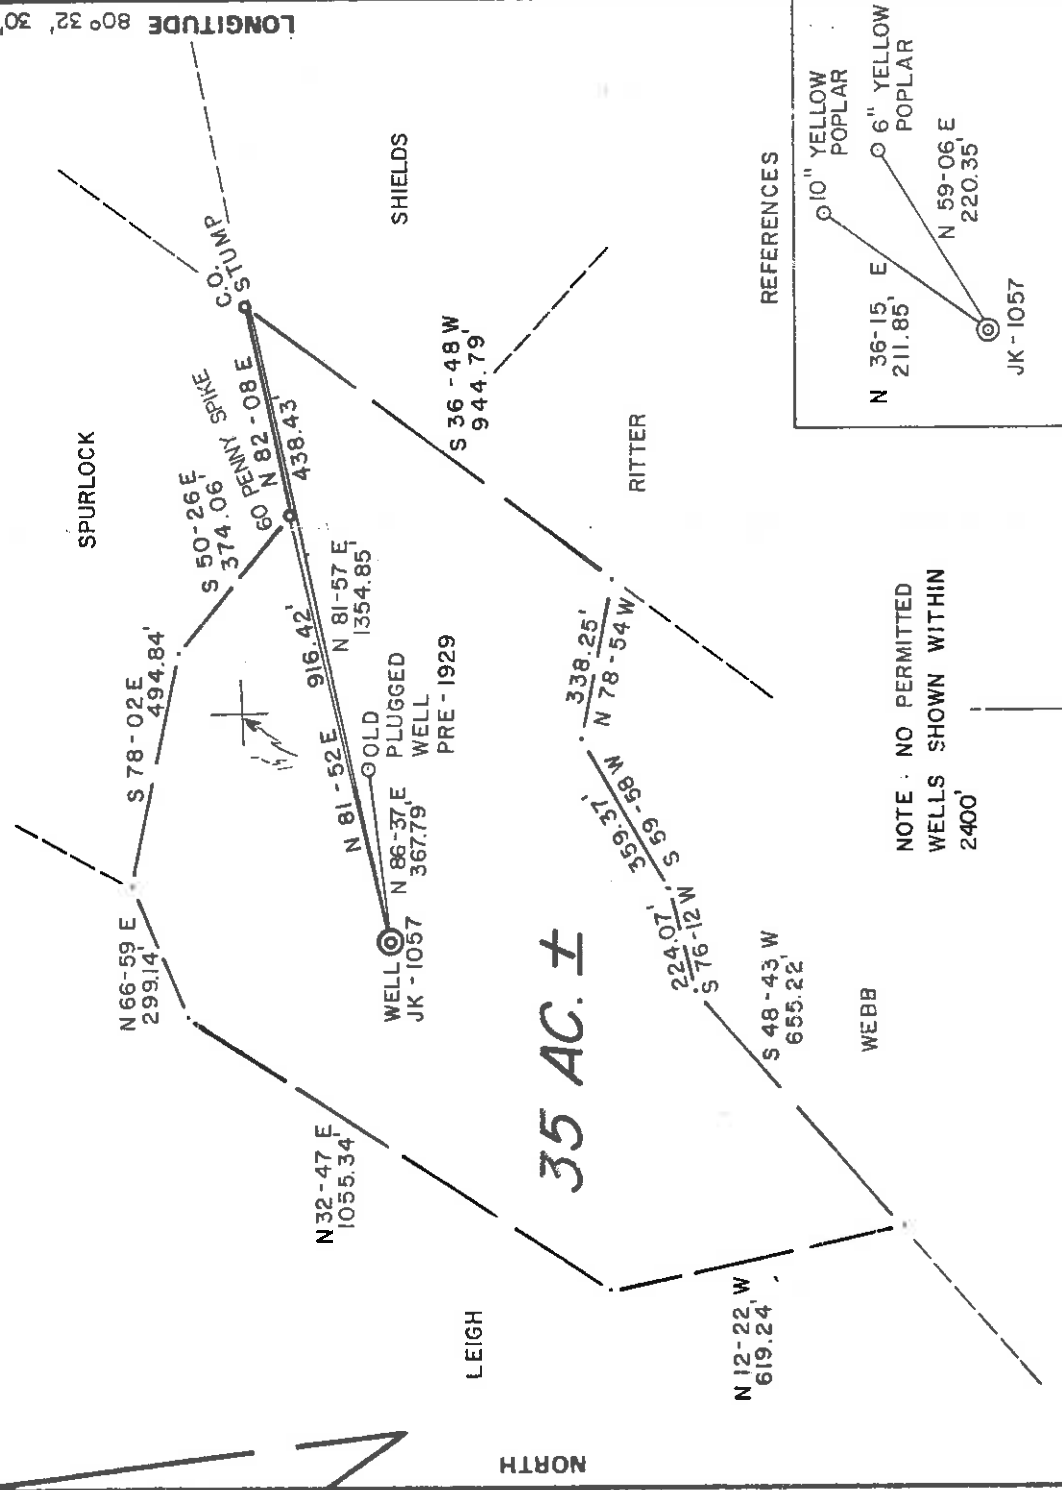 LONGITUDE 80° 32' 30"
SPURLOCK
SHIELDS
C.O. STUMP
60 PENNY SPIKE
N 82-08 E
438.43'
S 50-26 E
374.06'
S 78-02 E
494.84'
N 66-59 E
299.14'
916.42'
N 81-52 E
N 81-57 E
1354.85'
OLD
PLUGGED
WELL
PRE-1929
N 86-37 E
367.79'
WELL
JK-1057
S 36-48 W
944.79'
RITTER
338.25'
N 78-54 W
359.37'
S 59-58 W
224.07'
S 76-12 W
S 48-43 W
655.22'
WEBB
35 AC. ±
N 32-47 E
1055.34'
LEIGH
N 12-22 W
619.24'
NORTH
REFERENCES
10" YELLOW
POPLAR
6" YELLOW
POPLAR
N 36-15 E
211.85'
N 59-06 E
220.35'
JK-1057
NOTE: NO PERMITTED
WELLS SHOWN WITHIN
2400'